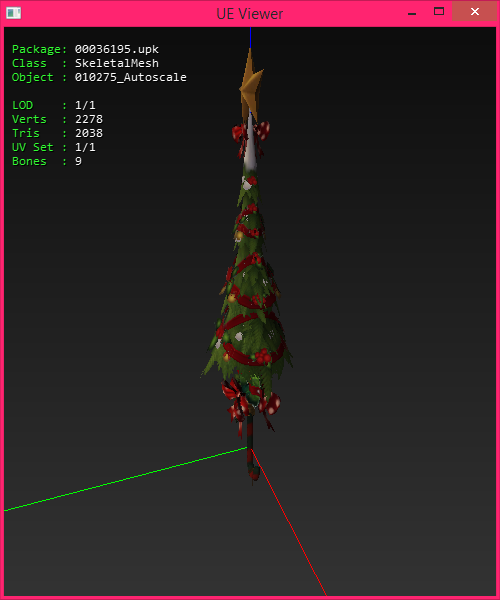 UE Viewer
Package: 00036195.upk
Class : SkeletalMesh
Object : 010275_Autoscale
LOD : 1/1
Verts : 2278
Tris : 2038
UV Set : 1/1
Bones : 9